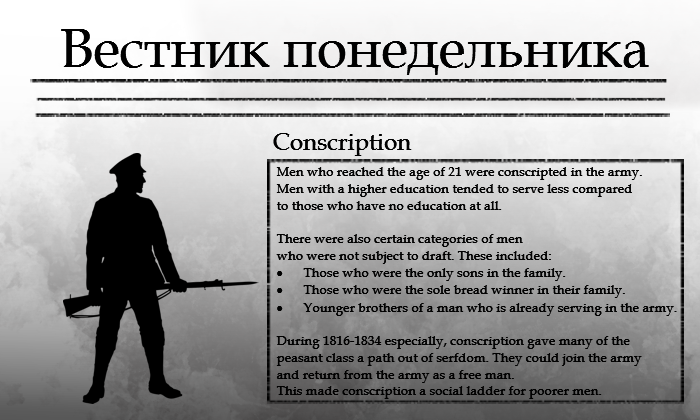 Вестник понедельника
Conscription
Men who reached the age of 21 were conscripted in the army.
Men with a higher education tended to serve less compared
to those who have no education at all.
There were also certain categories of men
who were not subject to draft. These included:
• Those who were the only sons in the family.
• Those who were the sole bread winner in their family.
• Younger brothers of a man who is already serving in the army.
During 1816-1834 especially, conscription gave many of the
peasant class a path out of serfdom. They could join the army
and return from the army as a free man.
This made conscription a social ladder for poorer men.